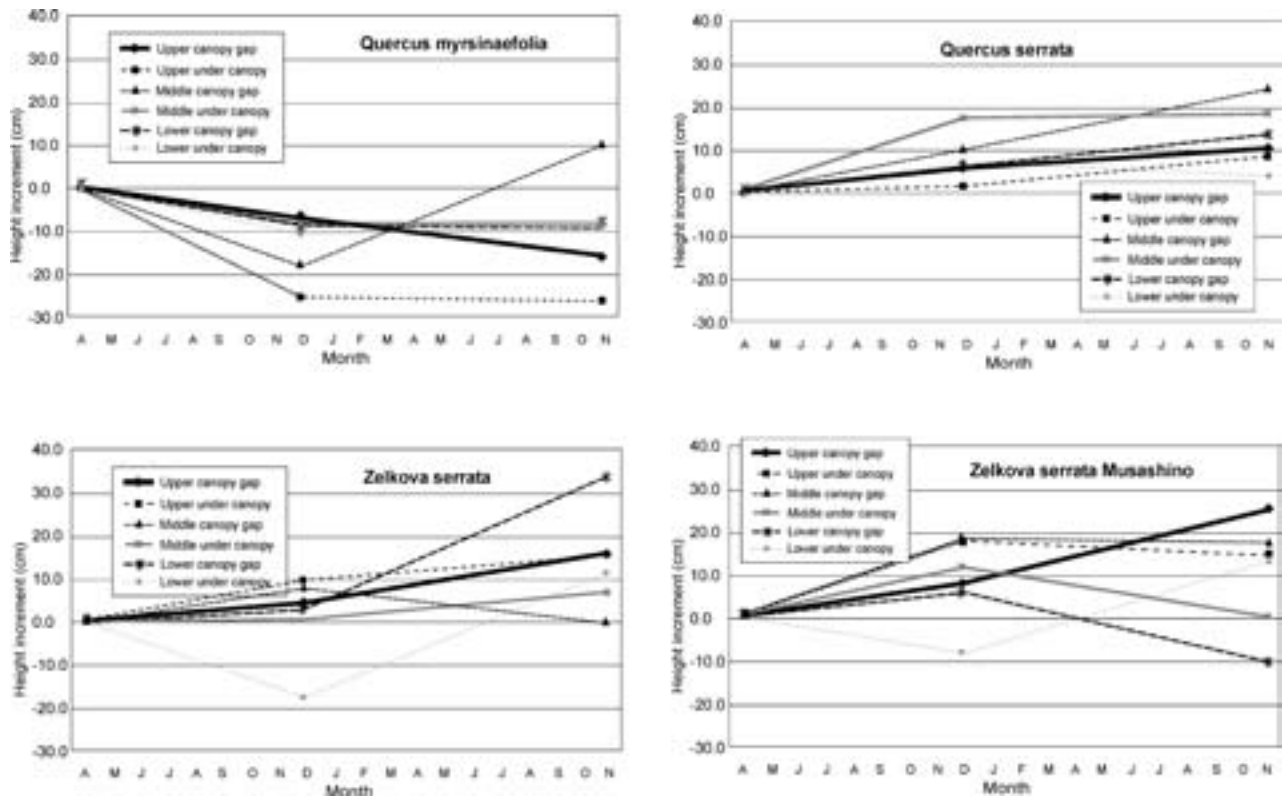 Quercus myrsinaefolia
Height increment (cm)
40.0
30.0
20.0
10.0
0.0
-10.0
-20.0
-30.0
Upper canopy gap
Upper under canopy
Middle canopy gap
Middle under canopy
Lower canopy gap
Lower under canopy
A M J J A S O N D J F M A M J J A S O N
Month
Quercus serrata
Height increment (cm)
40.0
30.0
20.0
10.0
0.0
-10.0
-20.0
-30.0
Upper canopy gap
Upper under canopy
Middle canopy gap
Middle under canopy
Lower canopy gap
Lower under canopy
A M J J A S O N D J F M A M J J A S O N
Month
Zelkova serrata
Height increment (cm)
40.0
30.0
20.0
10.0
0.0
-10.0
-20.0
-30.0
Upper canopy gap
Upper under canopy
Middle canopy gap
Middle under canopy
Lower canopy gap
Lower under canopy
A M J J A S O N D J F M A M J J A S O N
Month
Zelkova serrata Musashino
Height increment (cm)
40.0
30.0
20.0
10.0
0.0
-10.0
-20.0
-30.0
Upper canopy gap
Upper under canopy
Middle canopy gap
Middle under canopy
Lower canopy gap
Lower under canopy
A M J J A S O N D J F M A M J J A S O N
Month